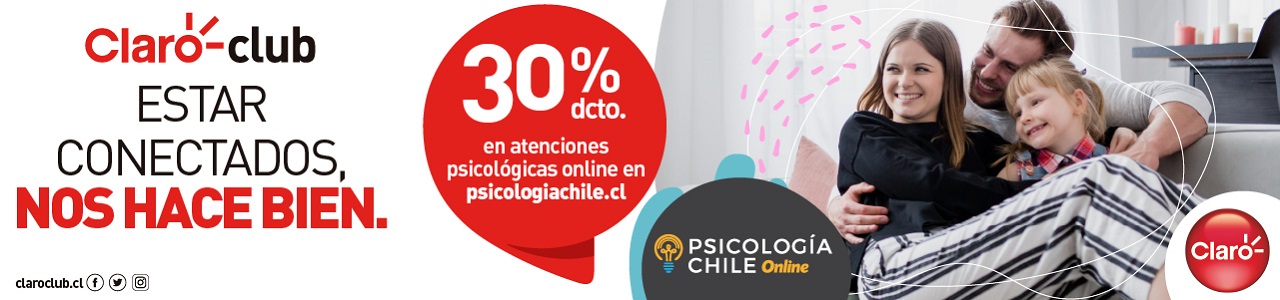 Claro-club
ESTAR
CONECTADOS,
NOS HACE BIEN.
claroclub.cl
30%
dcto.
en atenciones
psicológicas online en
psicologiachile.cl
PSICOLOGÍA
CHILE Online
Claro-